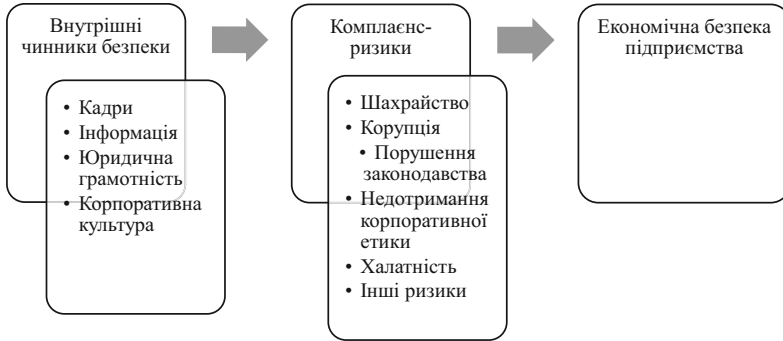 Внутрішні
чинники безпеки
• Кадри
• Інформація
• Юридична
грамотність
• Корпоративна
культура
Комплаєнс-
ризики
• Шахрайство
• Корупція
• Порушення
законодавства
• Недотримання
корпоративної
етики
• Халатність
• Інші ризики
Економічна безпека
підприємства